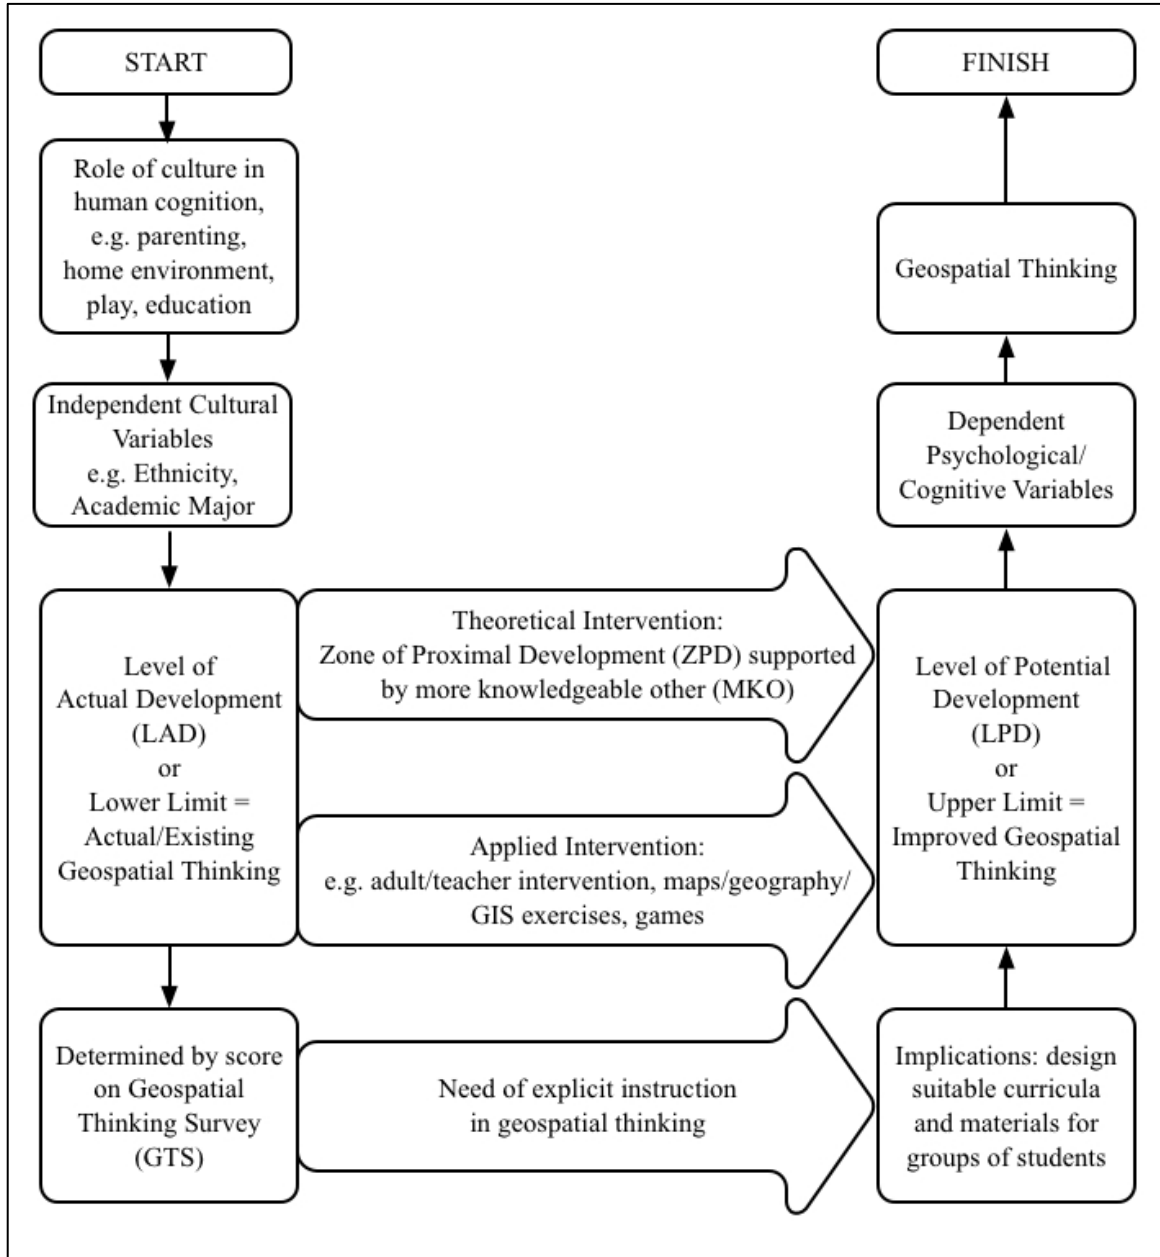 START
Role of culture in
human cognition,
e.g. parenting,
home environment,
play, education
Independent Cultural
Variables
e.g. Ethnicity,
Academic Major
Level of
Actual Development
(LAD)
or
Lower Limit =
Actual/Existing
Geospatial Thinking
Determined by score
on Geospatial
Thinking Survey
(GTS)
Theoretical Intervention:
Zone of Proximal Development (ZPD) supported
by more knowledgeable other (MKO)
Applied Intervention:
e.g. adult/teacher intervention, maps/geography/
GIS exercises, games
Need of explicit instruction
in geospatial thinking
Implications: design
suitable curricula
and materials for
groups of students
Level of Potential
Development
(LPD)
or
Upper Limit =
Improved Geospatial
Thinking
Dependent
Psychological/
Cognitive Variables
Geospatial Thinking
FINISH